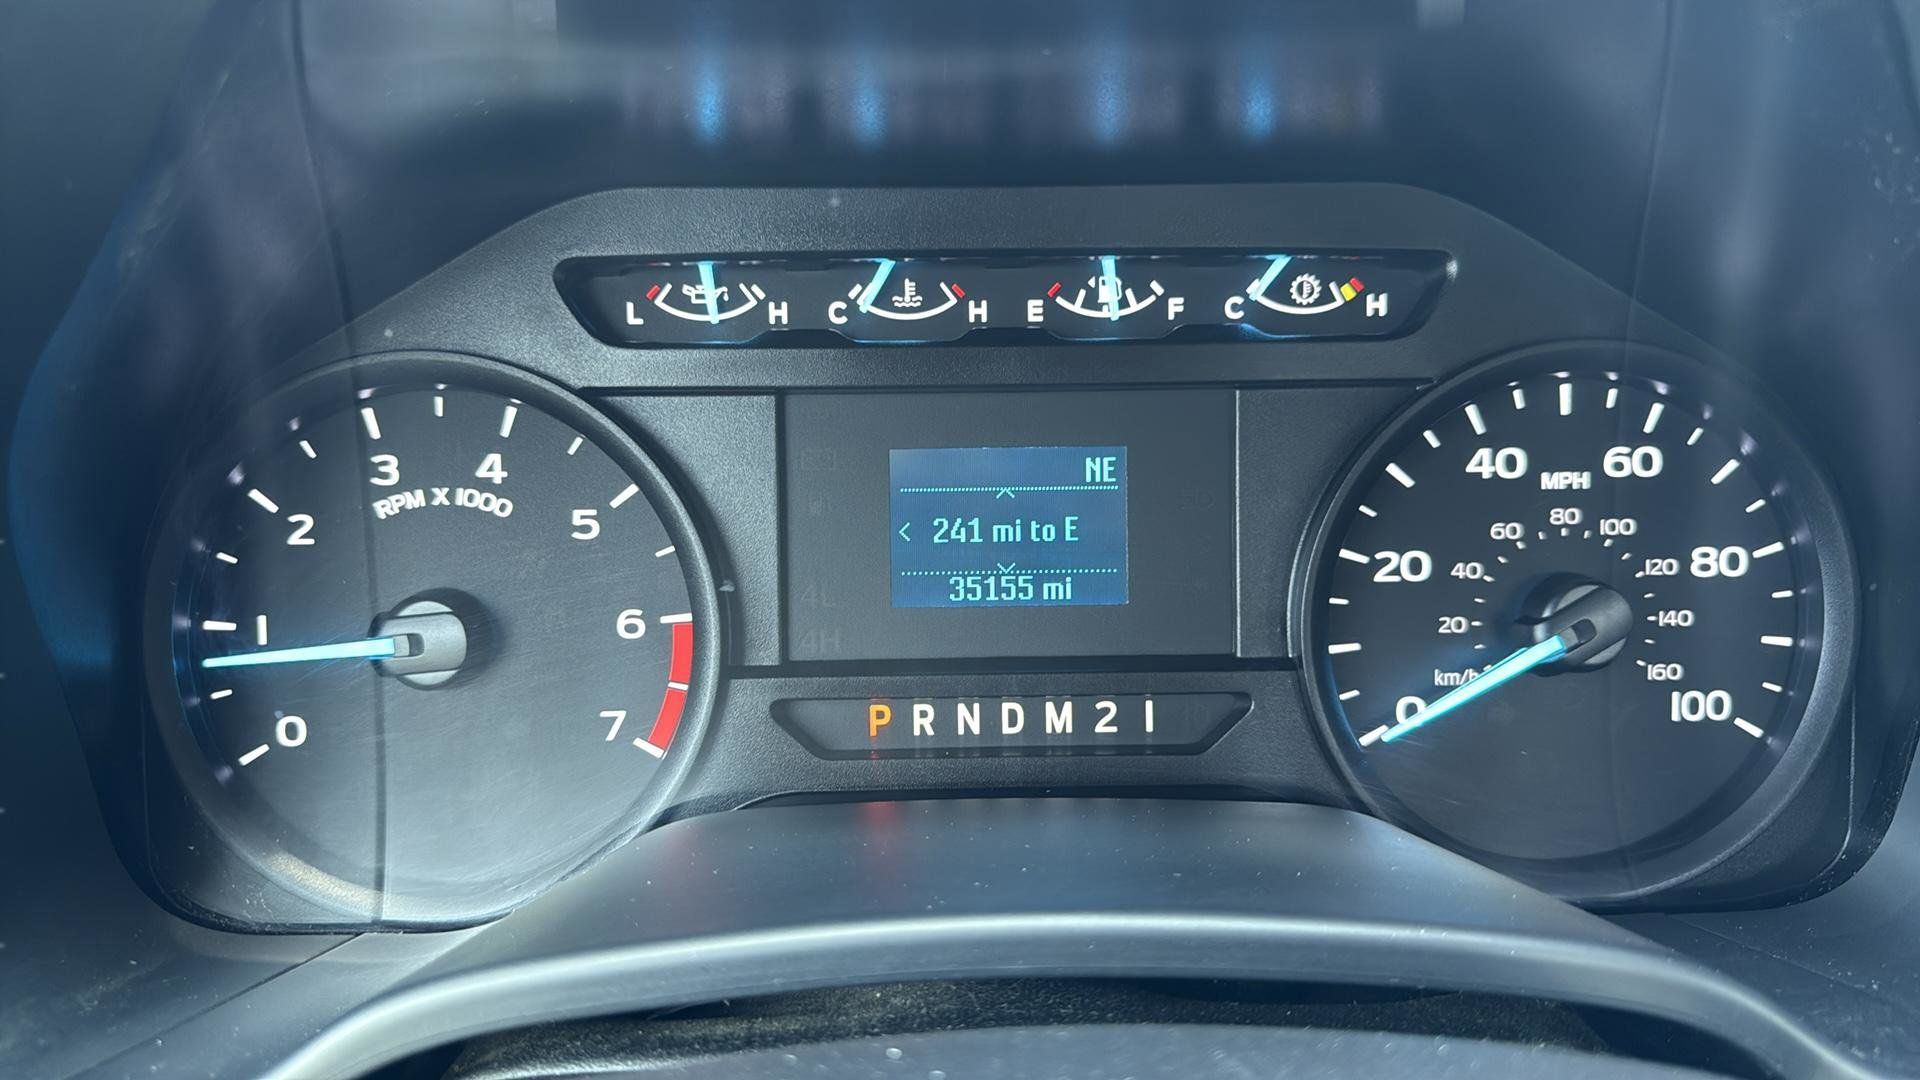 L H C H E F C H
3 4
RPM X 1000
2 5
1 6
0 7
NE
< 241 mi to E
35155 mi
4H
P R N D M 2 1
40 MPH 60
20 80
0 100
60 80 100
40 120
20 140
km/h 160